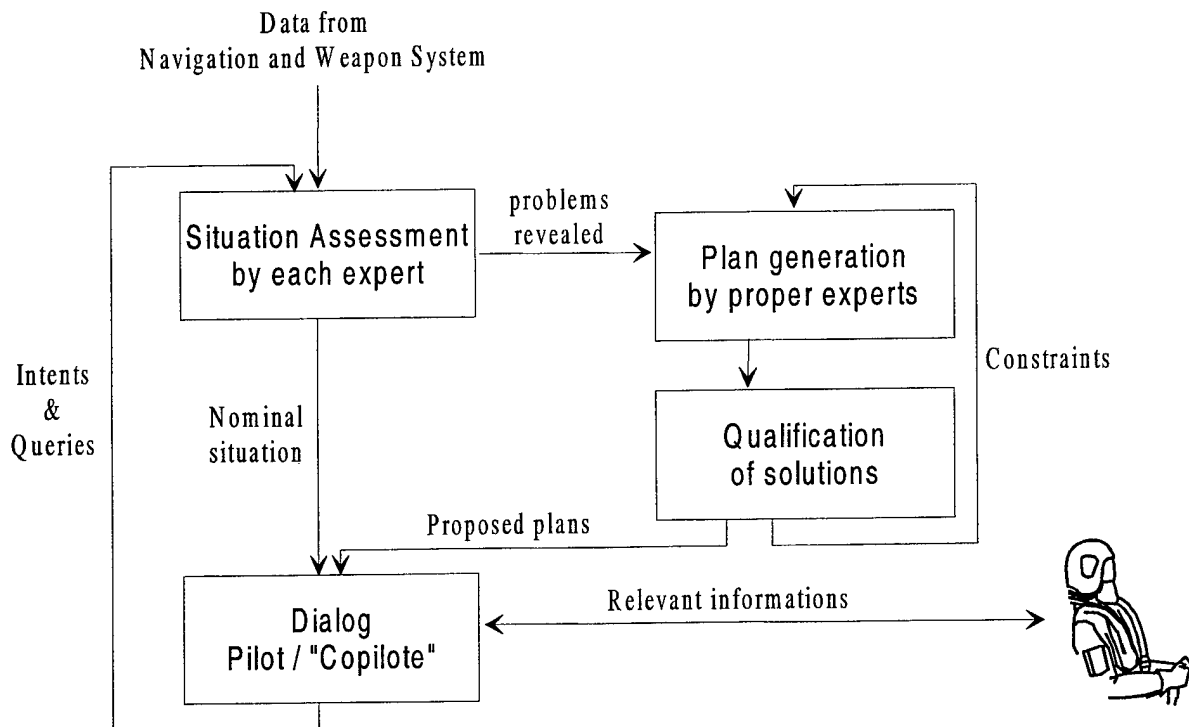 Data from
Navigation and Weapon System
Situation Assessment
by each expert
problems
revealed
Plan generation
by proper experts
Constraints
Intents
&
Queries
Nominal
situation
Qualification
of solutions
Proposed plans
Dialog
Pilot / "Copilote"
Relevant informations